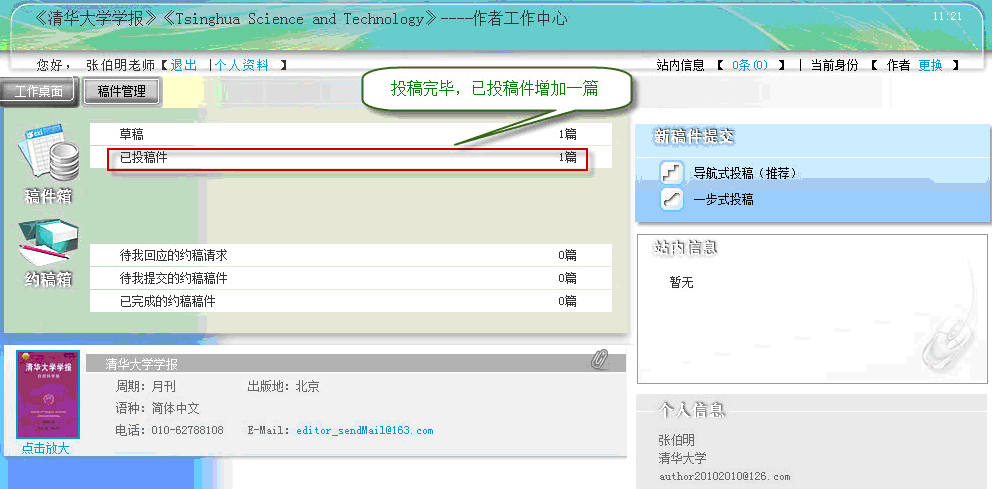 《清华大学学报》《Tsinghua Science and Technology》----作者工作中心
11:21
您好， 张伯明老师【退出 |个人资料 】
站内信息 【 0条(0) 】 | 当前身份 【 作者 更换 】
工作桌面
稿件管理
投稿完毕，已投稿件增加一篇
稿件箱
草稿 1篇
已投稿件 1篇
约稿箱
待我回应的约稿请求 0篇
待我提交的约稿稿件 0篇
已完成的约稿稿件 0篇
新稿件提交
导航式投稿（推荐）
一步式投稿
站内信息
暂无
清华大学学报
点击放大
清华大学学报
周期：月刊 出版地：北京
语种：简体中文
电话：010-62788108 E-Mail：editor_sendMail@163.com
个人信息
张伯明
清华大学
author20102010@126.com